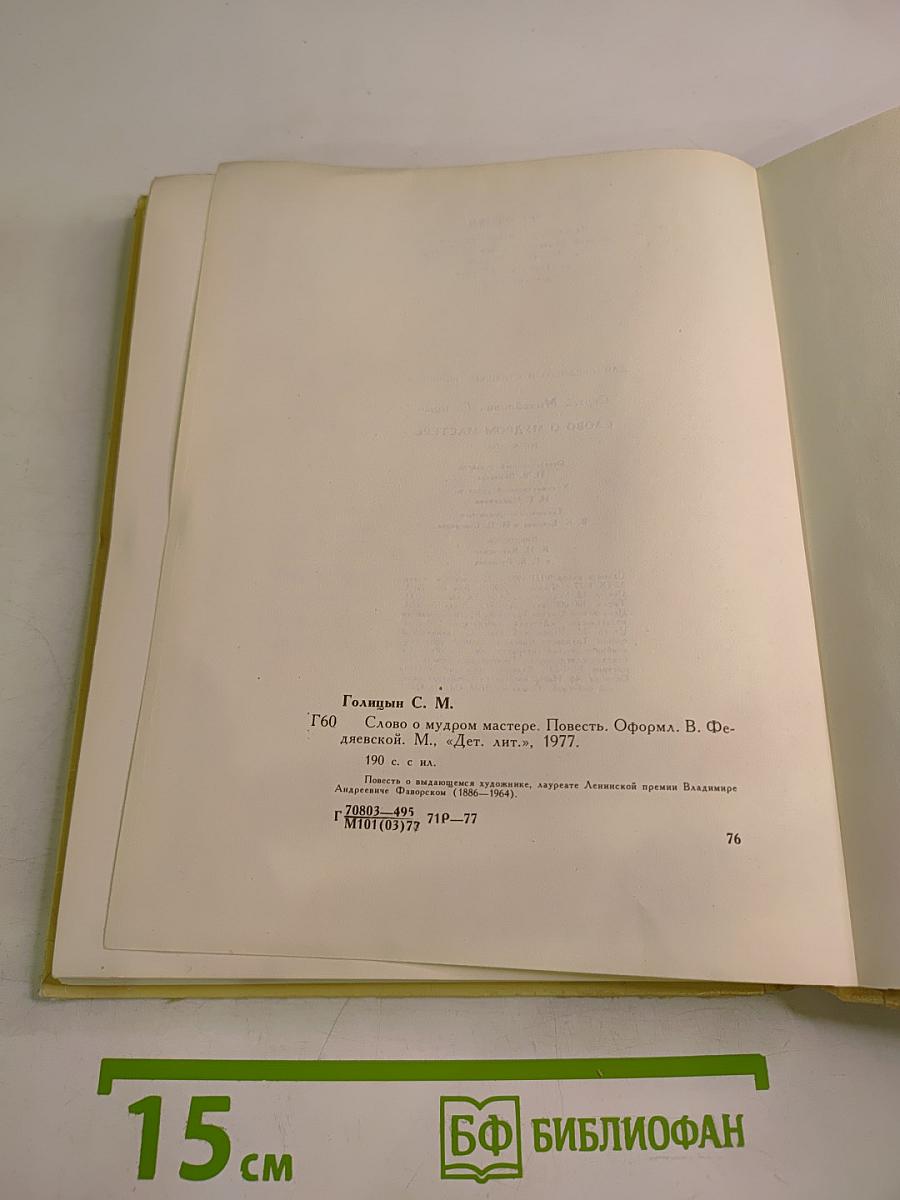 Голицын С. М.
Г60 Слово о мудром мастере. Повесть. Оформл. В. Фе-
дяевской. М., «Дет. лит.», 1977.
190 с. с ил.
Повесть о выдающемся художнике, лауреате Ленинской премии Владимире
Андреевиче Фаворском (1886—1964).
Г 70803—495 71Р—77
М101(03)77
76
15 см
БФ БИБЛИОФАН